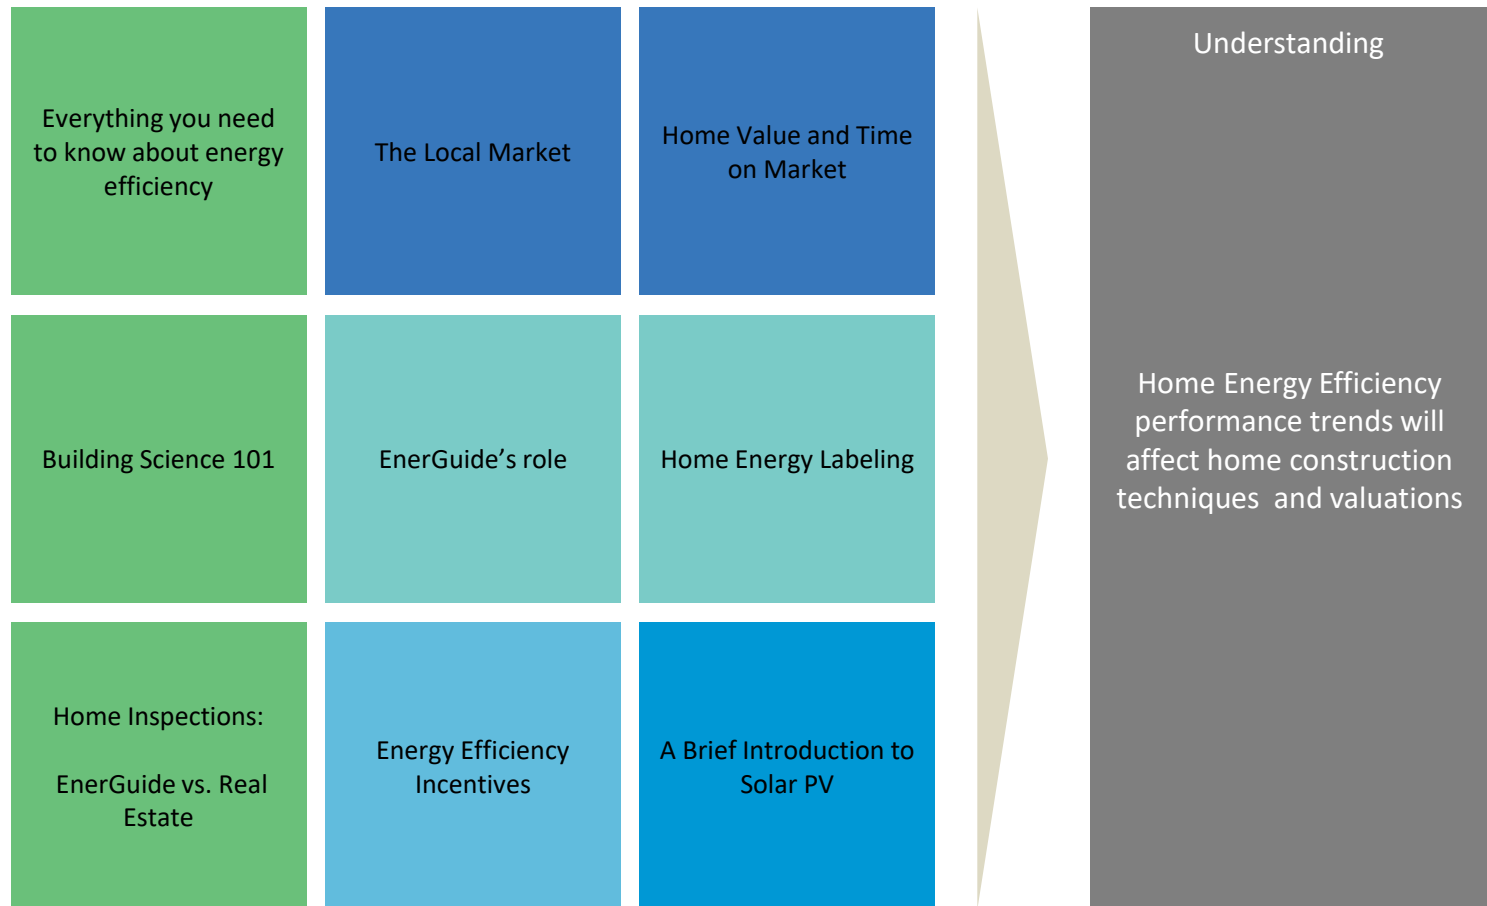 Everything you need
to know about energy
efficiency
The Local Market
Home Value and Time
on Market
Building Science 101
EnerGuide’s role
Home Energy Labeling
Home Inspections:
EnerGuide vs. Real
Estate
Energy Efficiency
Incentives
A Brief Introduction to
Solar PV
Understanding
Home Energy Efficiency
performance trends will
affect home construction
techniques  and valuations